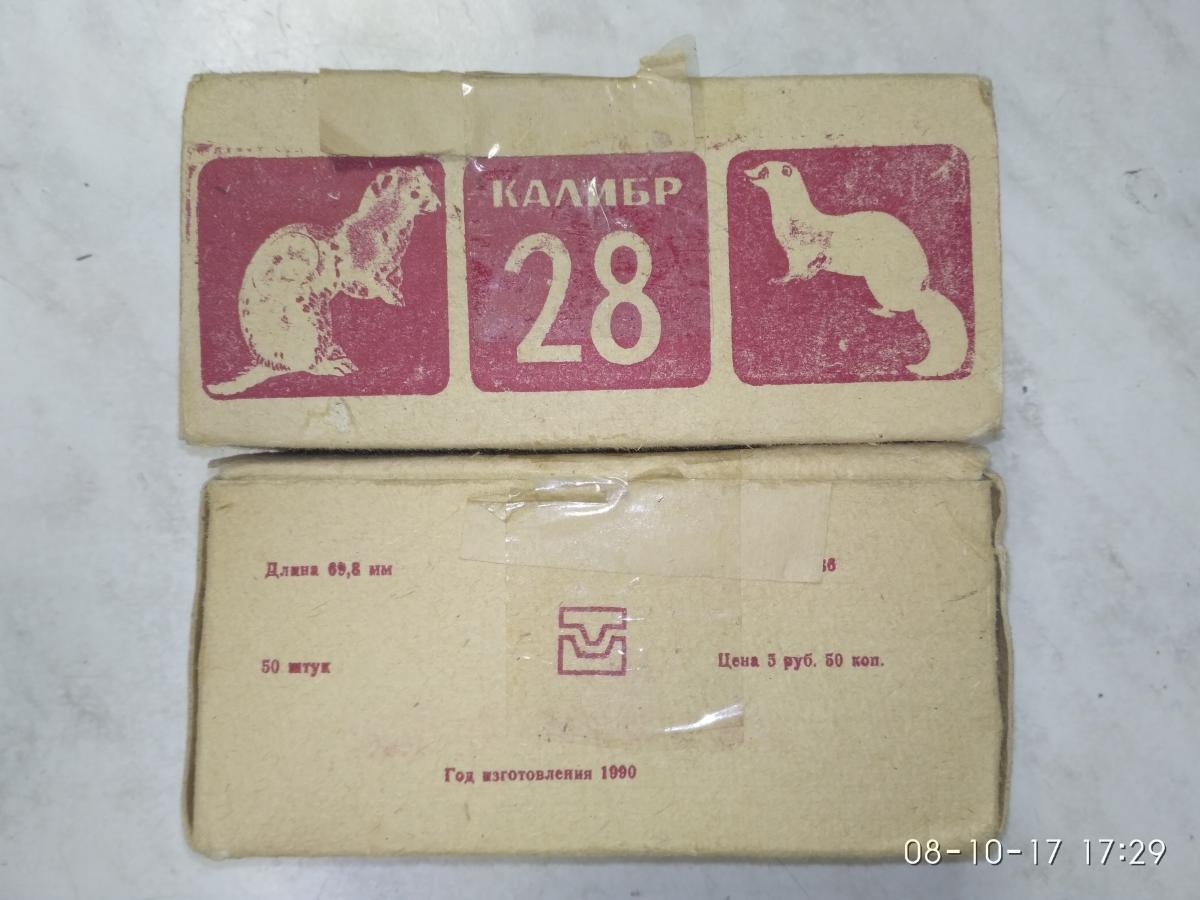 КАЛИБР
28
Длина 69,8 мм
50 штук
Цена 5 руб. 50 коп.
Год изготовления 1990
08-10-17 17:29